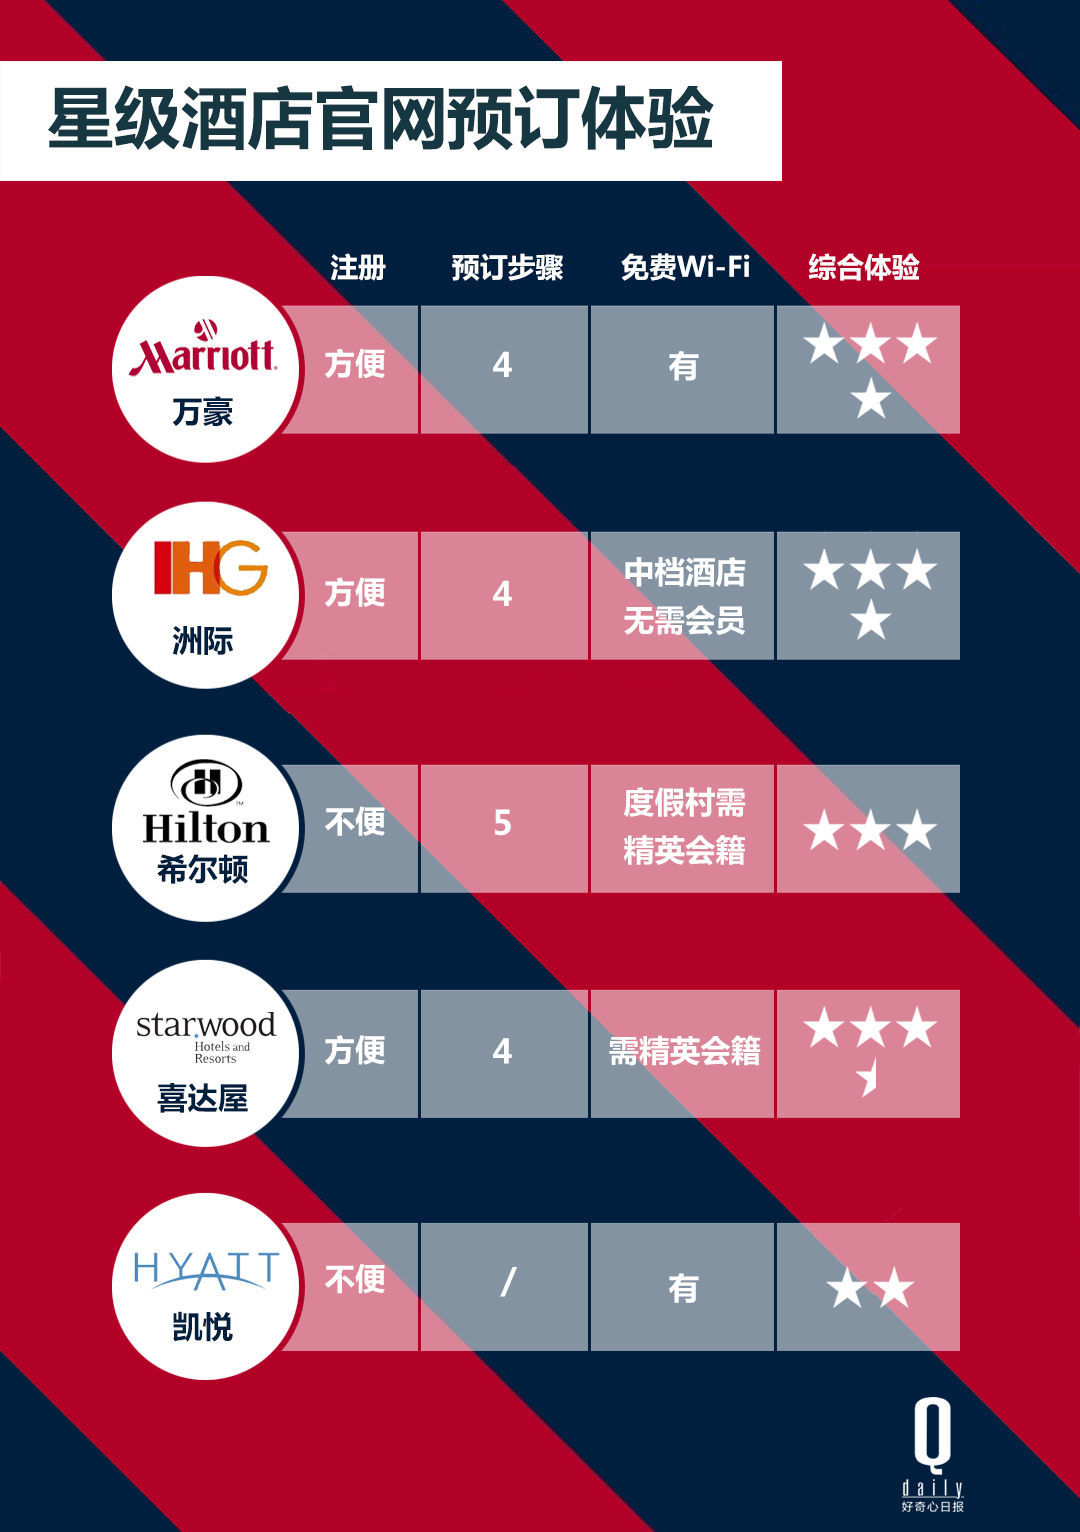 星级酒店官网预订体验
注册 预订步骤 免费Wi-Fi 综合体验
Marriott
万豪
方便 4 有
IHG
洲际
方便 4
中档酒店
无需会员
Hilton
希尔顿
不便 5
度假村需
精英会籍
starwood
Hotels and
Resorts
喜达屋
方便 4 需精英会籍
HYATT
凯悦
不便 / 有
Q
daily
好奇心日报